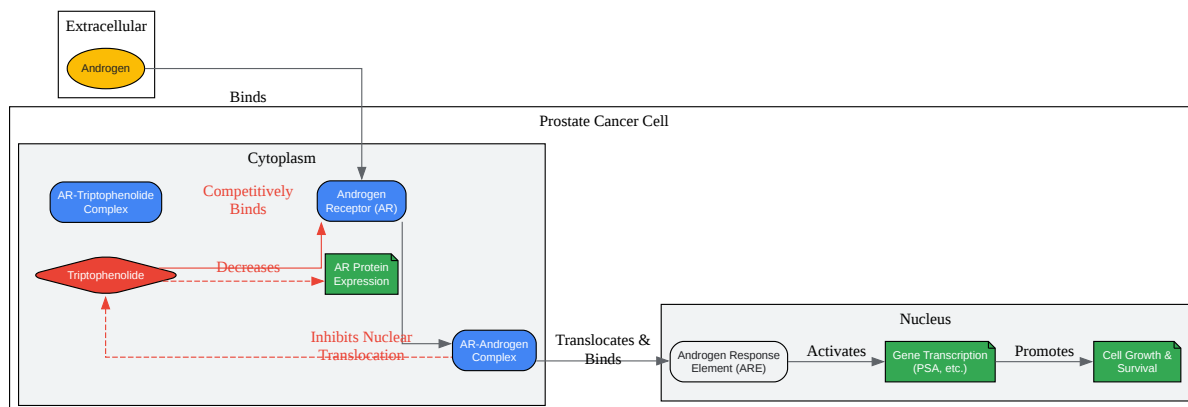 Extracellular
Androgen
Binds
Prostate Cancer Cell
Cytoplasm
AR-Triptophenolide
Complex
Competitively
Binds
Androgen
Receptor (AR)
Triptophenolide
Decreases
AR Protein
Expression
Inhibits Nuclear
Translocation
AR-Androgen
Complex
Translocates &
Binds
Nucleus
Androgen Response
Element (ARE)
Activates
Gene Transcription
(PSA, etc.)
Promotes
Cell Growth &
Survival